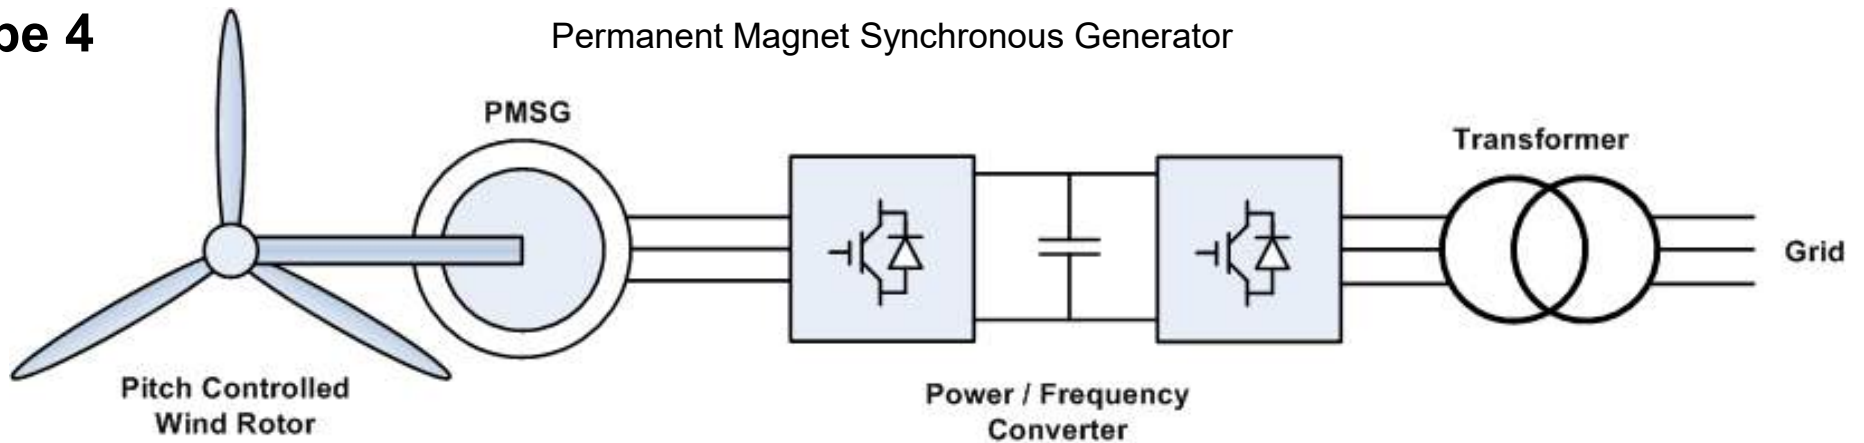 pe 4
Permanent Magnet Synchronous Generator
PMSG
Transformer
Grid
Pitch Controlled
Wind Rotor
Power / Frequency
Converter